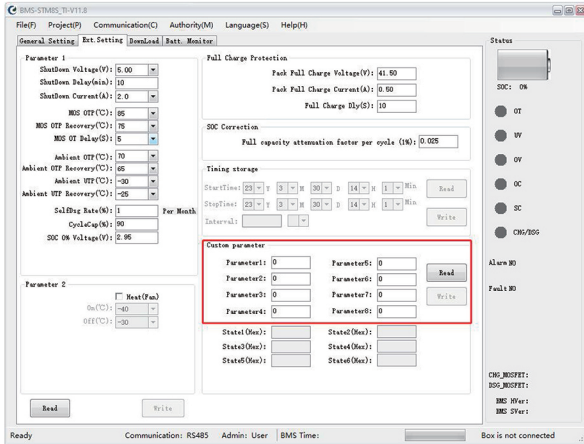 BMS-STM8S_TI-V11.8
File(F) Project(P) Communication(C) Authority(M) Language(S) Help(H)
General Setting Ext.Setting DownLoad Batt. Monitor
Parameter 1
ShutDown Voltage(V): 5.00
ShutDown Delay(min): 10
ShutDown Current(A): 2.0
MOS OTP(℃): 85
MOS OTP Recovery(℃): 75
MOS OT Delay(S): 5
Ambient OTP(℃): 70
Ambient OTP Recovery(℃): 65
Ambient UTP(℃): -30
Ambient UTP Recovery(℃): -25
SelfDsg Rate(%): 1 Per Month
CycleCap(%): 90
SOC 0% Voltage(V): 2.95
Parameter 2
Heat(Fan)
On(℃): -40
Off(℃): -30
Read Write
Full Charge Protection
Pack Full Charge Voltage(V): 41.50
Pack Full Charge Current(A): 0.50
Full Charge Dly(S): 10
SOC Correction
Full capacity attenuation factor per cycle (1%): 0.025
Timing storage
StartTime: 23 Y 3 M 30 D 14 H 1 Min Read
StopTime: 23 Y 3 M 30 D 14 H 1 Min
Interval: Write
Custom parameter
Parameter1: 0 Parameter5: 0
Parameter2: 0 Parameter6: 0 Read
Parameter3: 0 Parameter7: 0 Write
Parameter4: 0 Parameter8: 0
State1(Hex): State2(Hex):
State3(Hex): State4(Hex):
State5(Hex): State6(Hex):
Status
SOC: 0%
OT
UV
OV
OC
SC
CHG/DSG
Alarm NO
Fault NO
CHG_MOSFET:
DSG_MOSFET:
BMS HVer:
BMS SVer:
Ready Communication: RS485 Admin: User BMS Time: Box is not connected